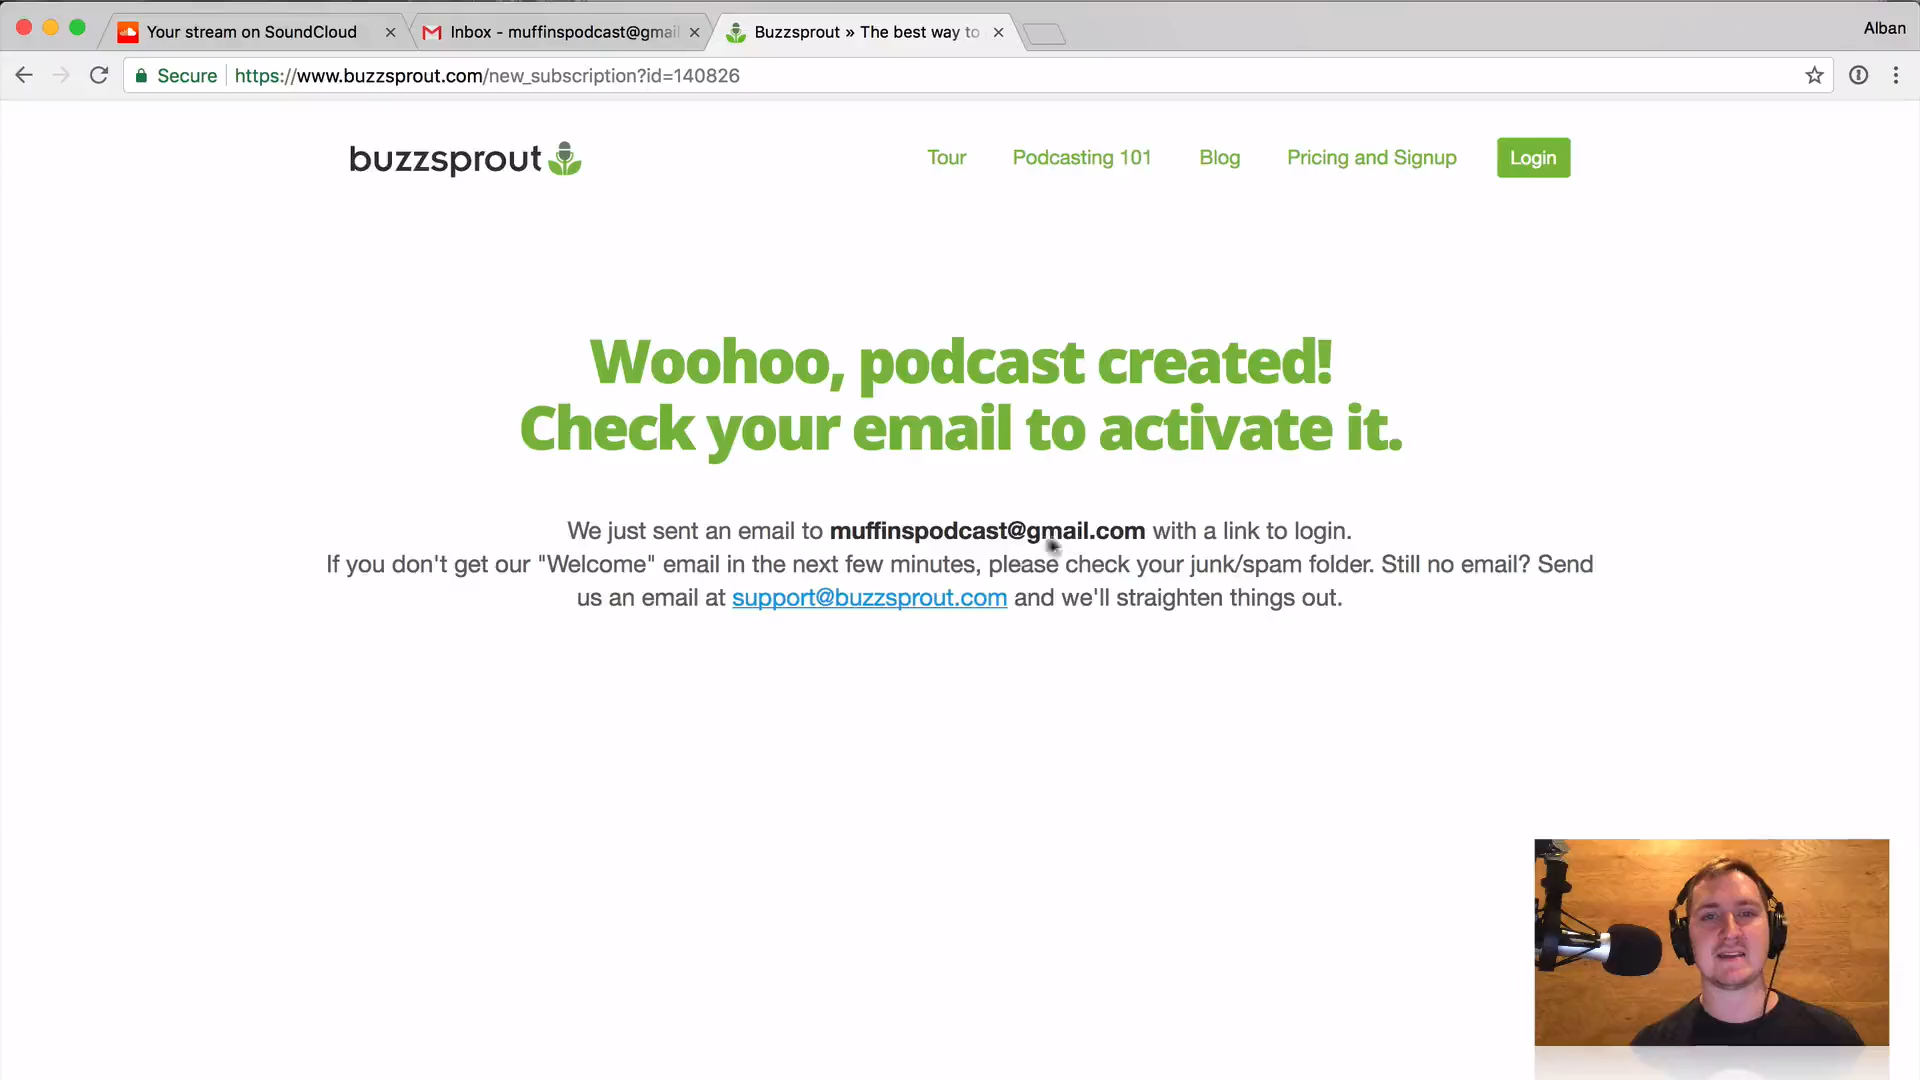 Your stream on SoundCloud
Inbox - muffinspodcast@gmail
Buzzsprout » The best way to
Alban
Secure
https://www.buzzsprout.com/new_subscription?id=140826
buzzsprout
Tour
Podcasting 101
Blog
Pricing and Signup
Login
Woohoo, podcast created!
Check your email to activate it.
We just sent an email to muffinspodcast@gmail.com with a link to login.
If you don't get our "Welcome" email in the next few minutes, please check your junk/spam folder. Still no email? Send
us an email at support@buzzsprout.com and we'll straighten things out.